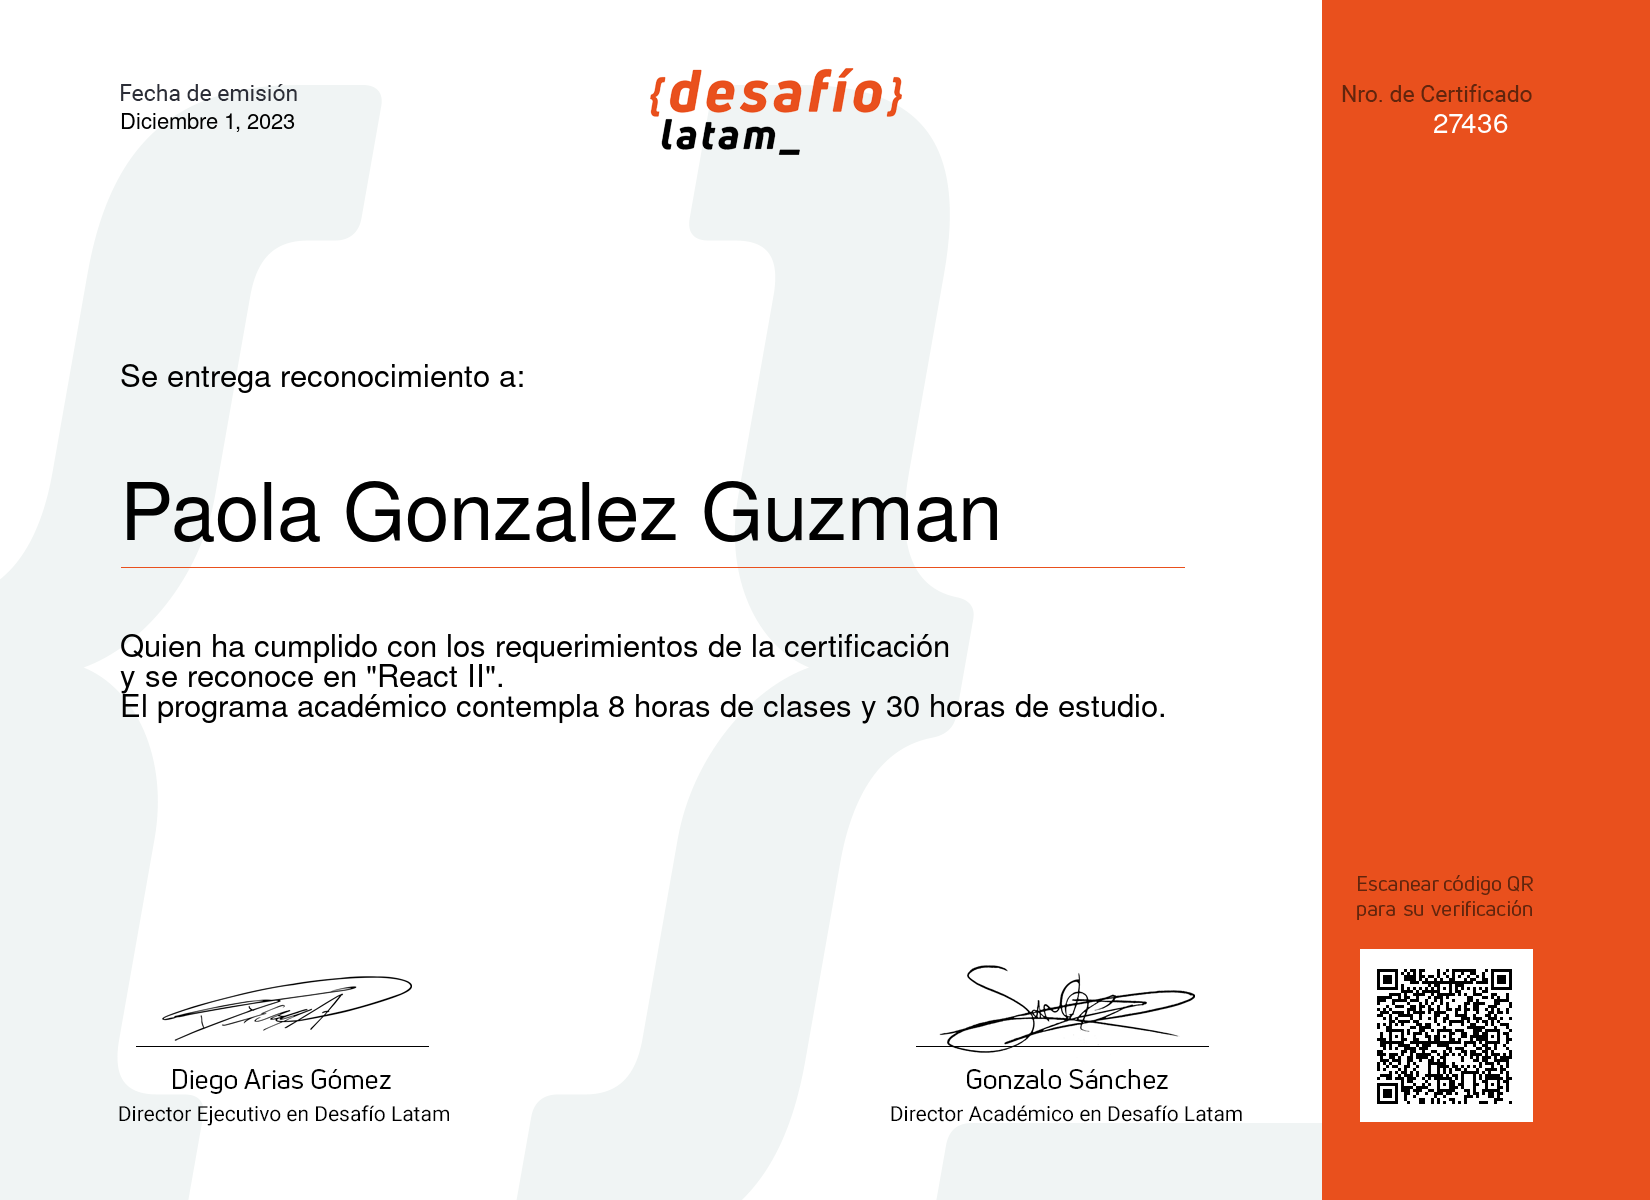 Fecha de emisión
Diciembre 1, 2023
{desafío}
latam_
Nro. de Certificado
27436
Se entrega reconocimiento a:
Paola Gonzalez Guzman
Quien ha cumplido con los requerimientos de la certificación
y se reconoce en "React II".
El programa académico contempla 8 horas de clases y 30 horas de estudio.
Escanear código QR
para su verificación
Diego Arias Gómez
Director Ejecutivo en Desafío Latam
Gonzalo Sánchez
Director Académico en Desafío Latam